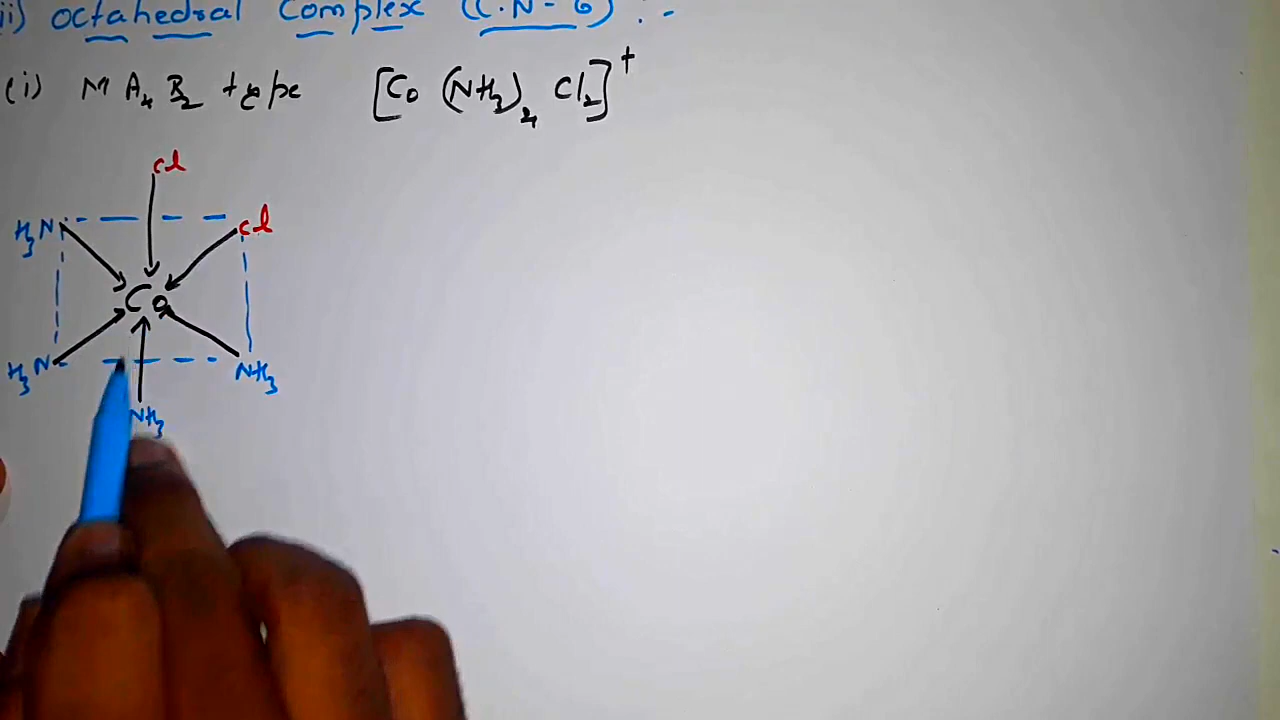 ii) Octahedral Complex (C.N-6) :-
(i) MA₄B₂ type [Co(NH₃)₄Cl₂]⁺
Cl
H₃N Cl
Co
H₃N NH₃
NH₃